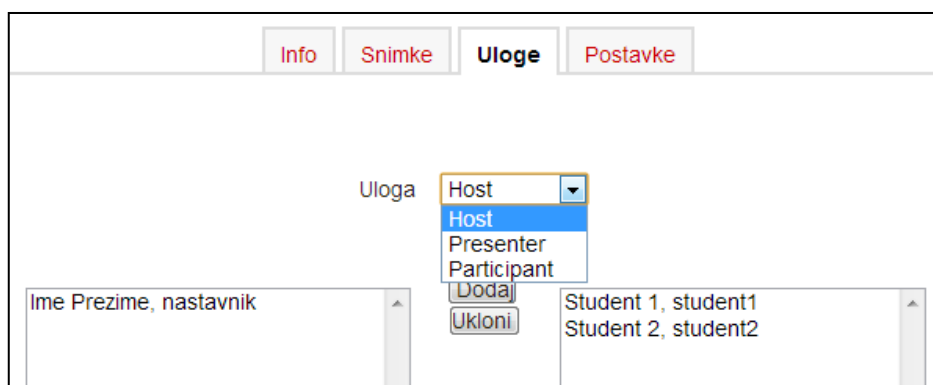 Info Snimke Uloge Postavke
Uloga Host
Host
Presenter
Participant
Dodaj
Ukloni
Ime Prezime, nastavnik
Student 1, student1
Student 2, student2